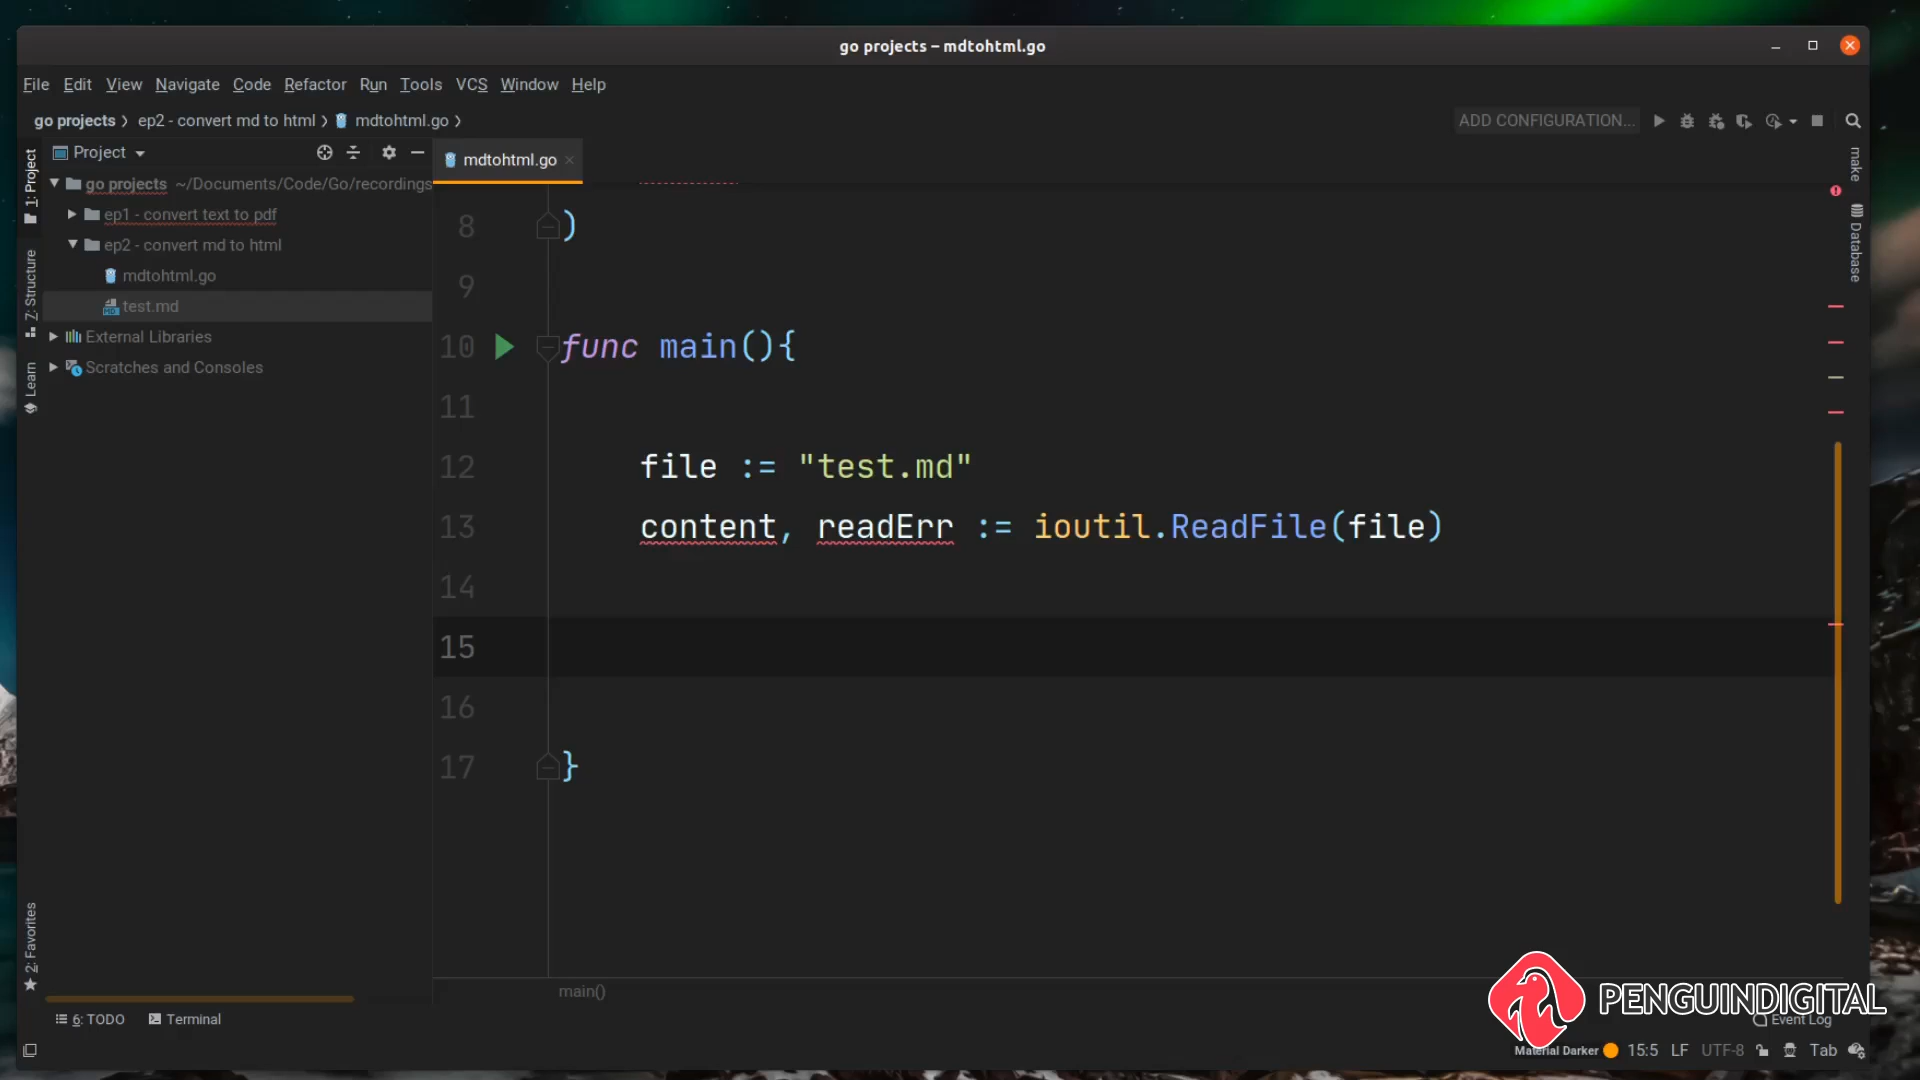 go projects – mdtohtml.go
File Edit View Navigate Code Refactor Run Tools VCS Window Help
go projects ep2 - convert md to html mdtohtml.go
ADD CONFIGURATION...
Project
mdtohtml.go
1: Project
go projects ~/Documents/Code/Go/recordings
ep1 - convert text to pdf
ep2 - convert md to html
mdtohtml.go
test.md
External Libraries
Scratches and Consoles
7: Structure
Learn
2: Favorites
make
Database
8 )
9
10 func main(){
11
12 file := "test.md"
13 content, readErr := ioutil.ReadFile(file)
14
15
16
17 }
main()
PENGUINDIGITAL
6: TODO Terminal
Event Log
Material Darker 15:5 LF UTF-8 Tab